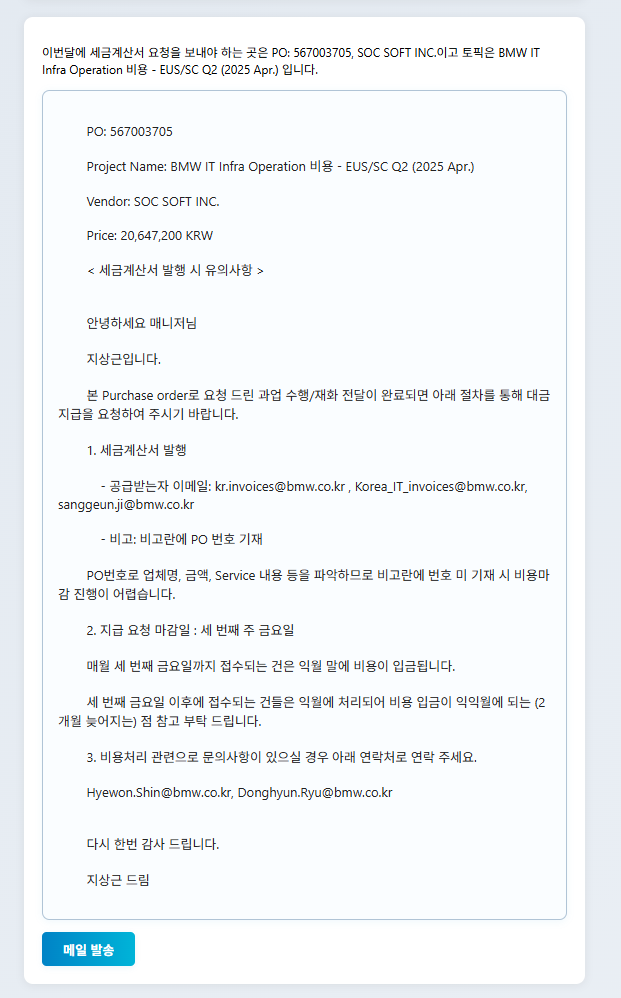 이번달에 세금계산서 요청을 보내야 하는 곳은 PO: 567003705, SOC SOFT INC.이고 토픽은 BMW IT
Infra Operation 비용 - EUS/SC Q2 (2025 Apr.) 입니다.
PO: 567003705
Project Name: BMW IT Infra Operation 비용 - EUS/SC Q2 (2025 Apr.)
Vendor: SOC SOFT INC.
Price: 20,647,200 KRW
< 세금계산서 발행 시 유의사항 >
안녕하세요 매니저님
지상근입니다.
본 Purchase order로 요청 드린 과업 수행/재화 전달이 완료되면 아래 절차를 통해 대금
지급을 요청하여 주시기 바랍니다.
1. 세금계산서 발행
- 공급받는자 이메일: kr.invoices@bmw.co.kr , Korea_IT_invoices@bmw.co.kr,
sanggeun.ji@bmw.co.kr
- 비고: 비고란에 PO 번호 기재
PO번호로 업체명, 금액, Service 내용 등을 파악하므로 비고란에 번호 미 기재 시 비용마
감 진행이 어렵습니다.
2. 지급 요청 마감일 : 세 번째 주 금요일
매월 세 번째 금요일까지 접수되는 건은 익월 말에 비용이 입금됩니다.
세 번째 금요일 이후에 접수되는 건들은 익월에 처리되어 비용 입금이 익익월에 되는 (2
개월 늦어지는) 점 참고 부탁 드립니다.
3. 비용처리 관련으로 문의사항이 있으실 경우 아래 연락처로 연락 주세요.
Hyewon.Shin@bmw.co.kr, Donghyun.Ryu@bmw.co.kr
다시 한번 감사 드립니다.
지상근 드림
메일 발송